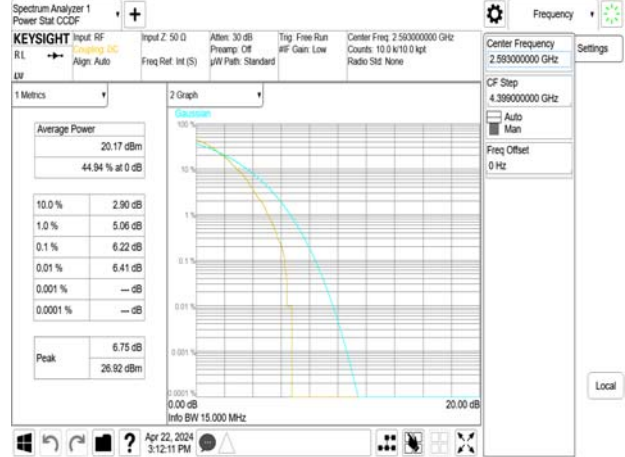 Spectrum Analyzer 1
Power Stat CCDF
Frequency
KEYSIGHT
RL
Input: RF
Coupling: DC
Align: Auto
Input Z: 50 Ω
Freq Ref: Int (S)
Atten: 30 dB
Preamp: Off
µW Path: Standard
Trig: Free Run
#IF Gain: Low
Center Freq: 2.593000000 GHz
Counts: 10.0 k/10.0 kpt
Radio Std: None
Center Frequency
2.593000000 GHz
Settings
CF Step
4.399000000 GHz
Auto
Man
Freq Offset
0 Hz
1 Metrics
2 Graph
Average Power
20.17 dBm
44.94 % at 0 dB
10.0 % 2.90 dB
1.0 % 5.06 dB
0.1 % 6.22 dB
0.01 % 6.41 dB
0.001 % --- dB
0.0001 % --- dB
Peak
6.75 dB
26.92 dBm
Gaussian
100 %
10 %
1 %
0.1 %
0.01 %
0.001 %
0.0001 %
0.00 dB 20.00 dB
Info BW 15.000 MHz
Local
Apr 22, 2024
3:12:11 PM